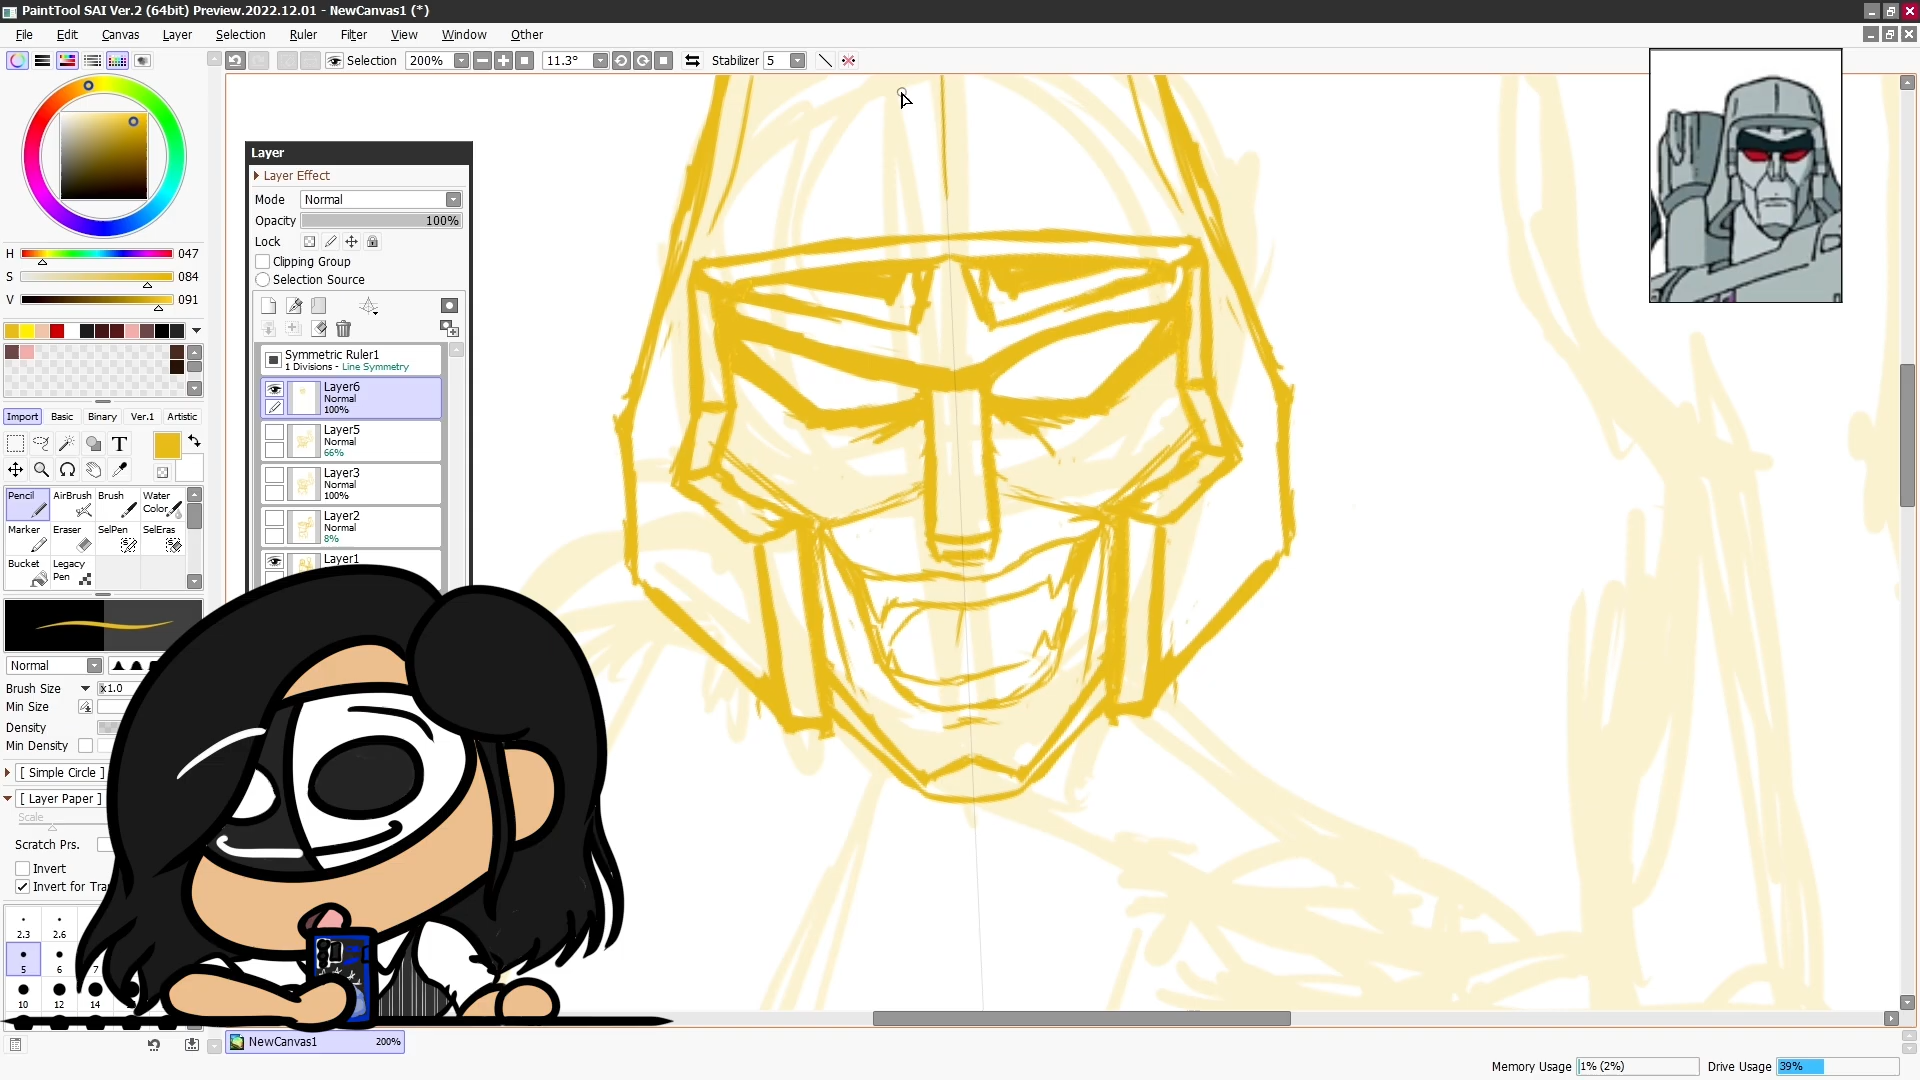 PaintTool SAI Ver.2 (64bit) Preview.2022.12.01 - NewCanvas1 (*)
File Edit Canvas Layer Selection Ruler Filter View Window Other
Selection 200% 11.3° Stabilizer 5
H 047
S 084
V 091
Layer
Layer Effect
Mode Normal
Opacity 100%
Lock
Clipping Group
Selection Source
Symmetric Ruler1
1 Divisions - Line Symmetry
Layer6
Normal
100%
Layer5
Normal
66%
Layer3
Normal
100%
Layer2
Normal
8%
Layer1
Import Basic Binary Ver.1 Artistic
T
Pencil AirBrush Brush Water Color
Marker Eraser SelPen SelEras
Bucket Legacy Pen
Normal
Brush Size x1.0
Min Size
Density
Min Density
[ Simple Circle ]
[ Layer Paper ]
Scale
Scratch Prs.
Invert
Invert for Tra
2.3 2.6
5 6 7
10 12 14
NewCanvas1 200%
Memory Usage 1% (2%) Drive Usage 39%